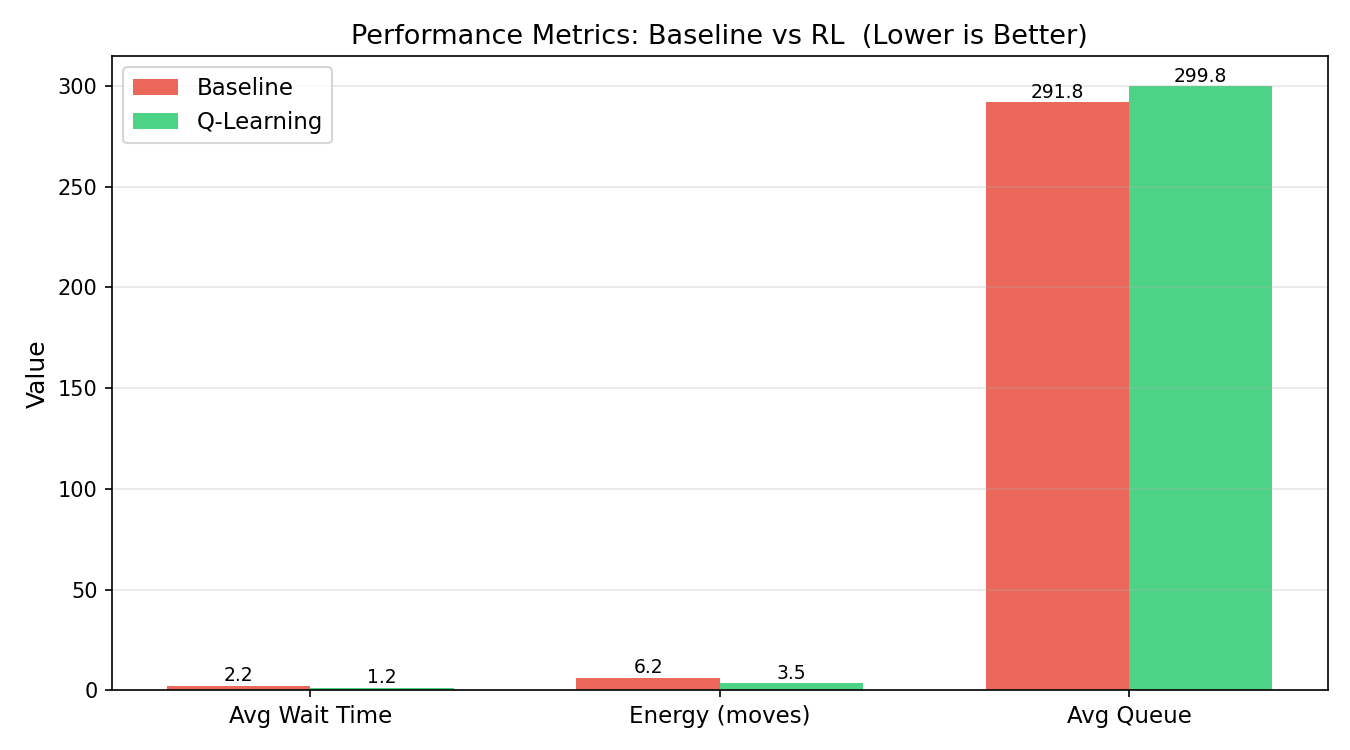 Performance Metrics: Baseline vs RL  (Lower is Better)
Baseline
Q-Learning
Value
300
250
200
150
100
50
0
2.2
1.2
6.2
3.5
291.8
299.8
Avg Wait Time
Energy (moves)
Avg Queue